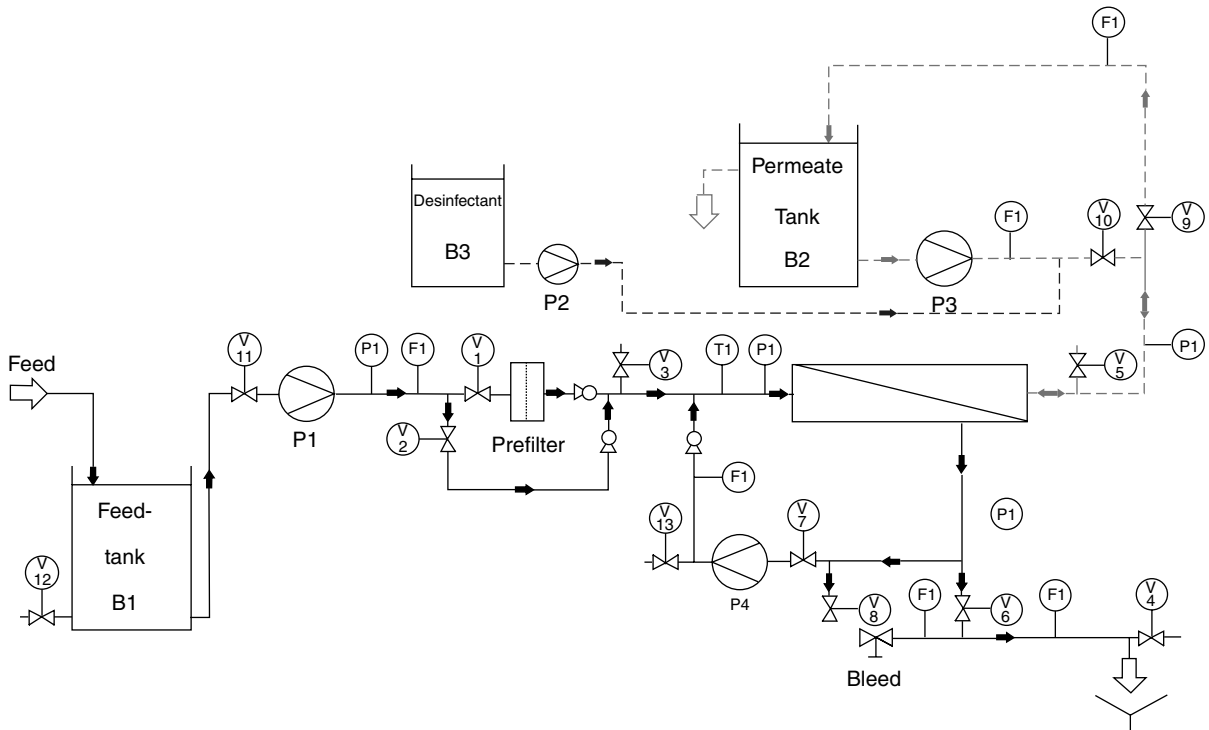 F1
Permeate
Tank
B2
Desinfectant
B3
P2
F1
P3
V
10
V
9
Feed
V
11
P1
P1
F1
V
1
Prefilter
V
2
V
3
T1
P1
V
5
P1
Feed-
tank
B1
V
12
F1
V
13
P4
V
7
P1
V
8
F1
V
6
F1
V
4
Bleed